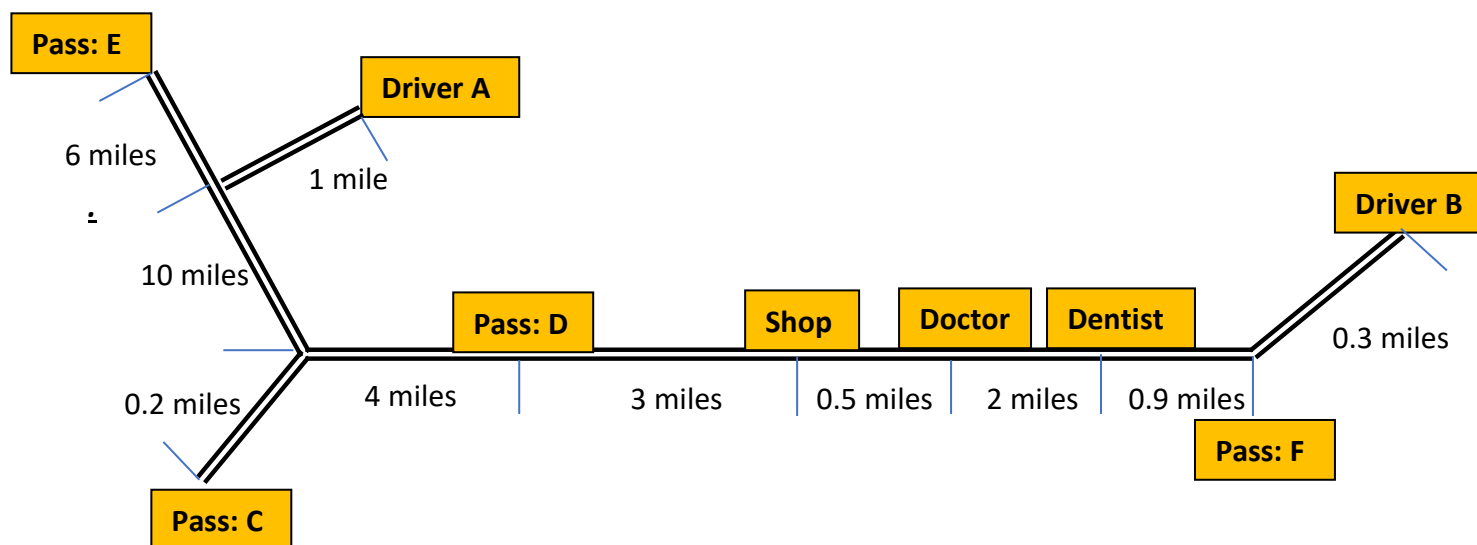 Pass: E
Driver A
6 miles
1 mile
.
Driver B
10 miles
Pass: D
Shop
Doctor
Dentist
0.3 miles
0.2 miles
4 miles
3 miles
0.5 miles
2 miles
0.9 miles
Pass: F
Pass: C